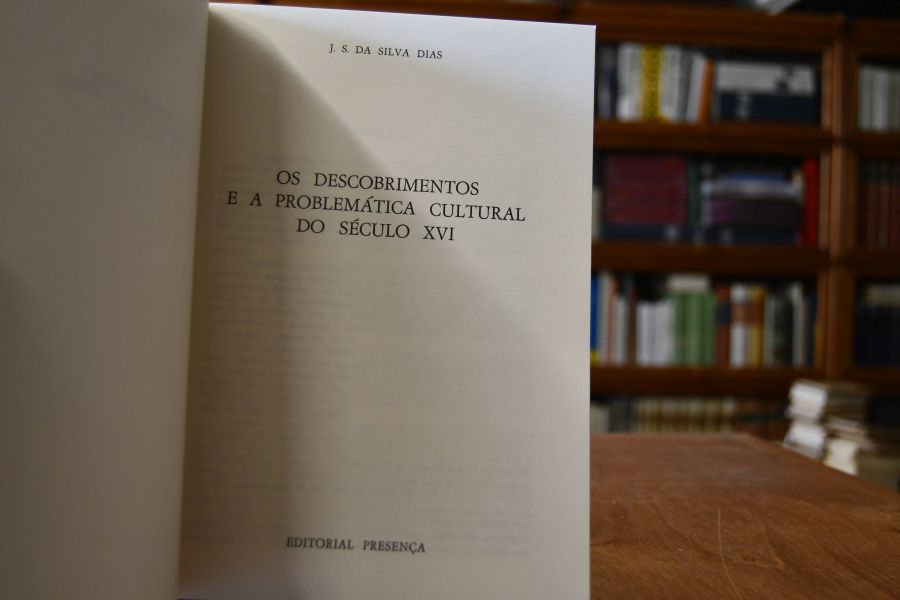 J. S. DA SILVA DIAS
OS DESCOBRIMENTOS
E A PROBLEMÁTICA CULTURAL
DO SÉCULO XVI
EDITORIAL PRESENÇA